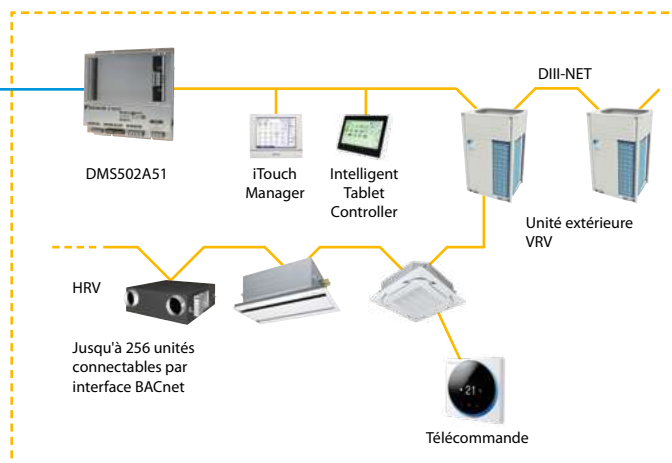 DIII-NET
DMS502A51
iTouch
Manager
Intelligent
Tablet
Controller
Unité extérieure
VRV
HRV
Jusqu'à 256 unités
connectables par
interface BACnet
21
Télécommande